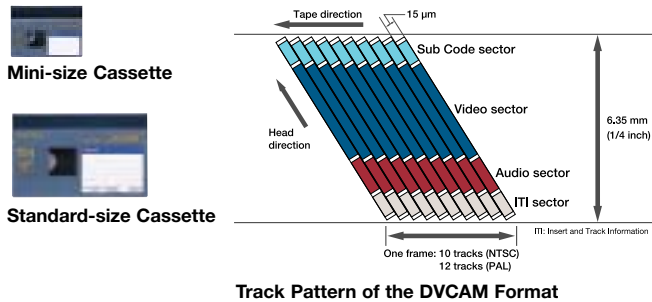 Mini-size Cassette
Standard-size Cassette
Tape direction
15 µm
Sub Code sector
Video sector
Head
direction
6.35 mm
(1/4 inch)
Audio sector
ITI sector
ITI: Insert and Track Information
One frame: 10 tracks (NTSC)
12 tracks (PAL)
Track Pattern of the DVCAM Format